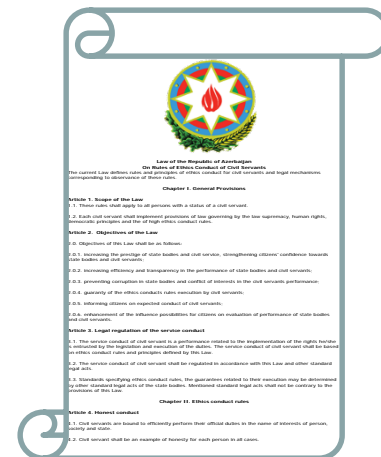 Law of the Republic of Azerbaijan
On Rules of Ethics Conduct of Civil Servants
The current Law defines rules and principles of ethics conduct for civil servants and legal mechanisms
corresponding to observance of these rules.
Chapter I. General Provisions
Article 1. Scope of the Law
1.1. These rules shall apply to all persons with a status of a civil servant.
1.2. Each civil servant shall implement provisions of law governing by the law supremacy, human rights,
democratic principles and the of high ethics conduct rules.
Article 2. Objectives of the Law
2.0. Objectives of this Law shall be as follows.
2.0.1. increasing the prestige of state bodies and civil service, strengthening citizens' confidence towards
state bodies and civil servants;
2.0.2. increasing efficiency and transparency in the performance of state bodies and civil servants;
2.0.3. preventing corruption in state bodies and conflict of interests in the civil servants performance;
2.0.4. guaranty of the ethics conducts rules execution by civil servants;
2.0.5. informing citizens on expected conduct of civil servants;
2.0.6. enhancement of the influence possibilities for citizens on evaluation of performance of state bodies
and civil servants.
Article 3. Legal regulation of the service conduct
3.1. The service conduct of civil servant is a performance related to the implementation of the rights he/she
is entrusted by the legislation and execution of the duties. The service conduct of civil servant shall be based
on ethics conduct rules and principles defined by this Law.
3.2. The service conduct of civil servant shall be regulated in accordance with this Law and other standard
legal acts.
3.3. Standards specifying ethics conduct rules, the guarantees related to their execution may be determined
by other standard legal acts of the state bodies. Mentioned standard legal acts shall not be contrary to the
provisions of this Law.
Chapter II. Ethics conduct rules
Article 4. Honest conduct
4.1. Civil servants are bound to efficiently perform their official duties in the name of interests of person,
society and state.
4.2. Civil servant shall be an example of honesty for each person in all cases.